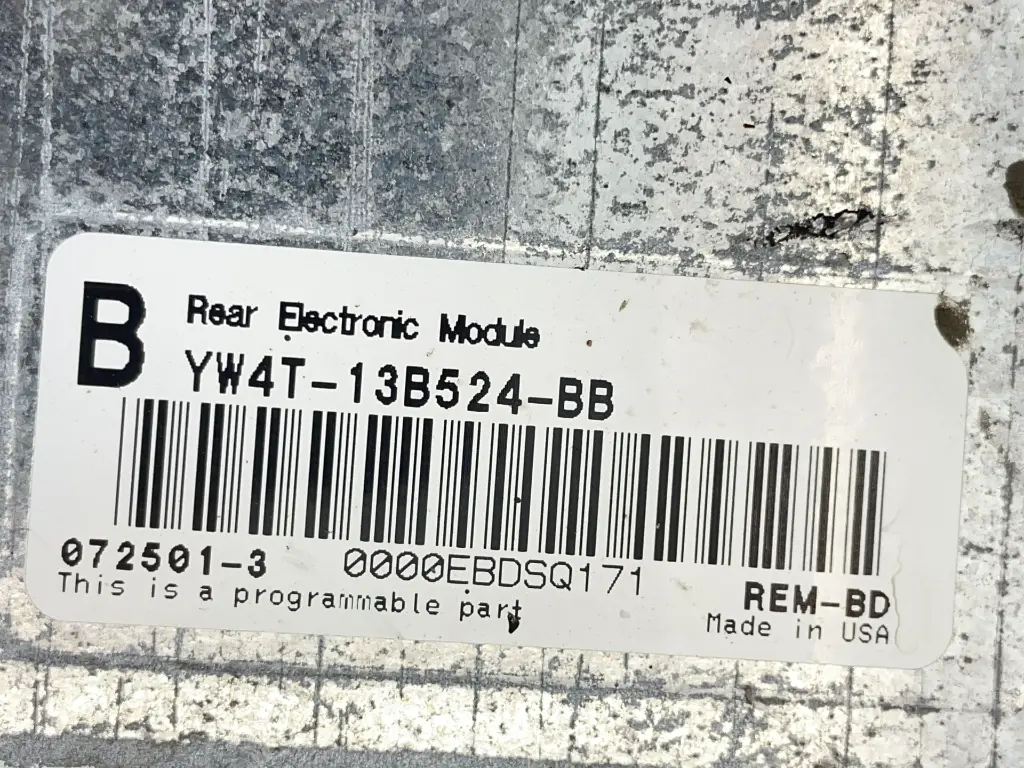 B
Rear Electronic Module
YW4T-13B524-BB
072501-3 0000EBDSQ171 REM-BD
This is a programmable part Made in USA